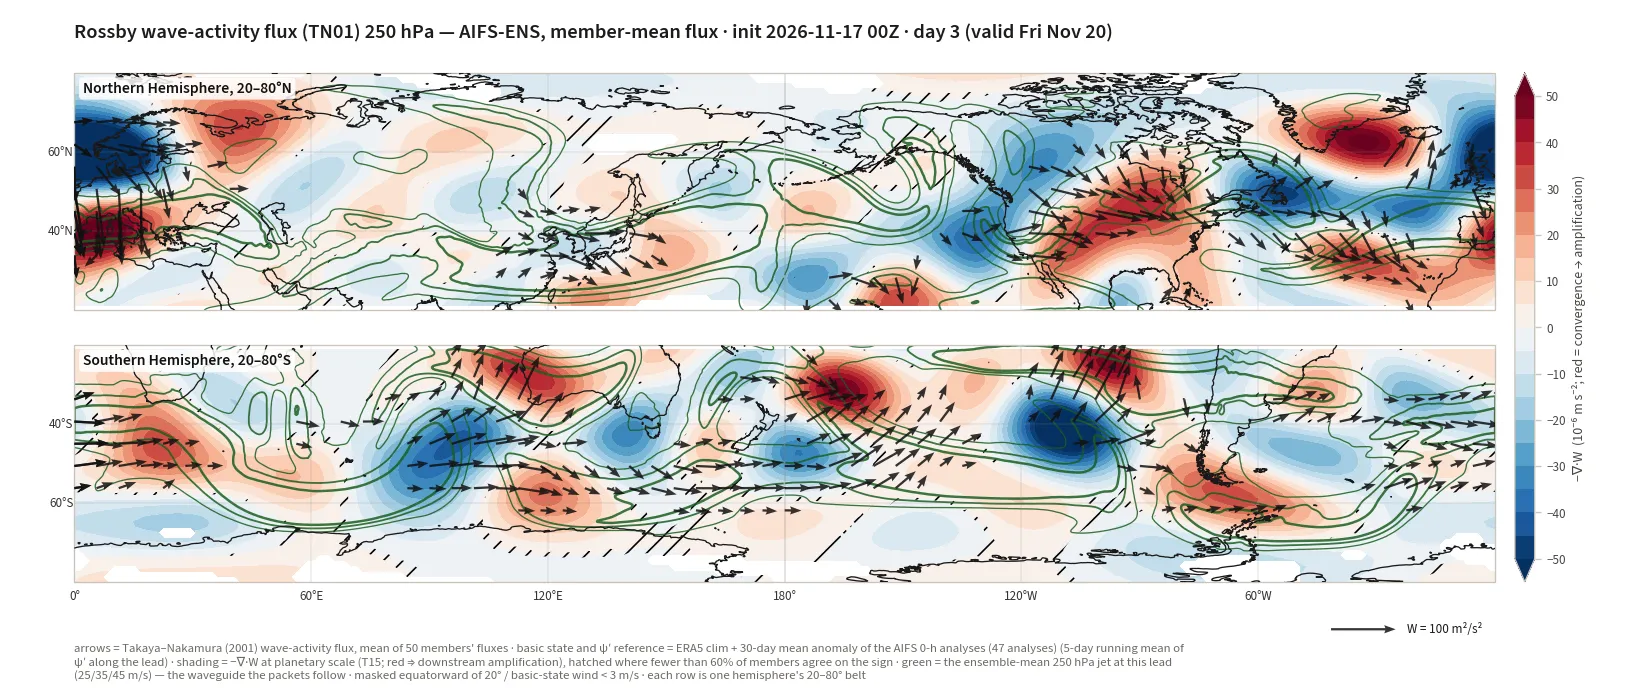 Rossby wave-activity flux (TN01) 250 hPa — AIFS-ENS, member-mean flux · init 2026-11-17 00Z · day 3 (valid Fri Nov 20)
Northern Hemisphere, 20–80°N
60°N
40°N
Southern Hemisphere, 20–80°S
40°S
60°S
0°
60°E
120°E
180°
120°W
60°W
50
40
30
20
10
0
−10
−20
−30
−40
−50
−∇·W (10⁻⁶ m s⁻²; red = convergence → amplification)
W = 100 m²/s²
arrows = Takaya–Nakamura (2001) wave-activity flux, mean of 50 members' fluxes · basic state and ψ' reference = ERA5 clim + 30-day mean anomaly of the AIFS 0-h analyses (47 analyses) (5-day running mean of
ψ' along the lead) · shading = −∇·W at planetary scale (T15; red ⇒ downstream amplification), hatched where fewer than 60% of members agree on the sign · green = the ensemble-mean 250 hPa jet at this lead
(25/35/45 m/s) — the waveguide the packets follow · masked equatorward of 20° / basic-state wind < 3 m/s · each row is one hemisphere's 20–80° belt